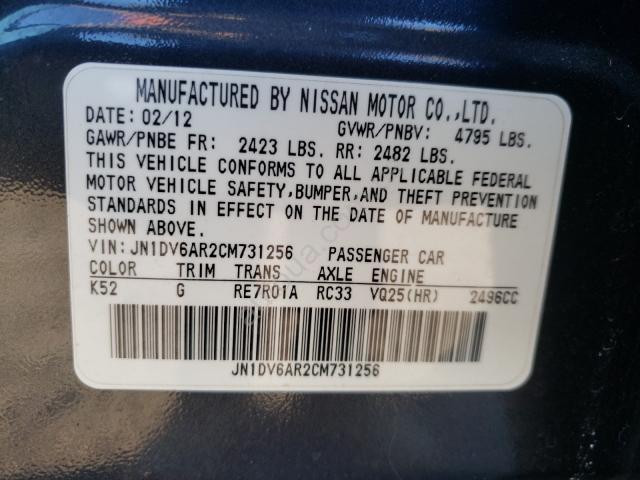 MANUFACTURED BY NISSAN MOTOR CO.,LTD.
DATE: 02/12 GVWR/PNBV: 4795 LBS.
GAWR/PNBE FR: 2423 LBS. RR: 2482 LBS.
THIS VEHICLE CONFORMS TO ALL APPLICABLE FEDERAL
MOTOR VEHICLE SAFETY,BUMPER,AND THEFT PREVENTION
STANDARDS IN EFFECT ON THE DATE OF MANUFACTURE
SHOWN ABOVE.
VIN:JN1DV6AR2CM731256 PASSENGER CAR
COLOR TRIM TRANS AXLE ENGINE
K52 G RE7R01A RC33 VQ25(HR) 2496CC
JN1DV6AR2CM731256